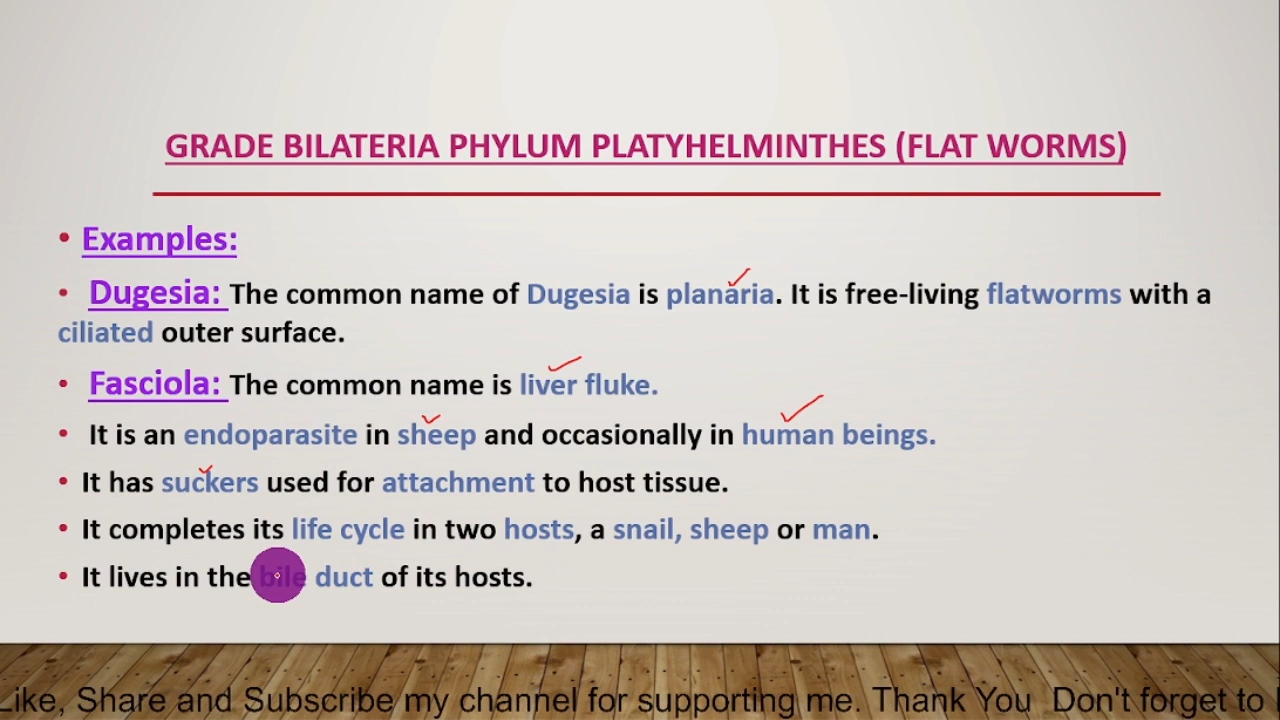 GRADE BILATERIA PHYLUM PLATYHELMINTHES (FLAT WORMS)
• Examples:
• Dugesia: The common name of Dugesia is planaria. It is free-living flatworms with a
ciliated outer surface.
• Fasciola: The common name is liver fluke.
• It is an endoparasite in sheep and occasionally in human beings.
• It has suckers used for attachment to host tissue.
• It completes its life cycle in two hosts, a snail, sheep or man.
• It lives in the bile duct of its hosts.
Like, Share and Subscribe my channel for supporting me. Thank You Don't forget to